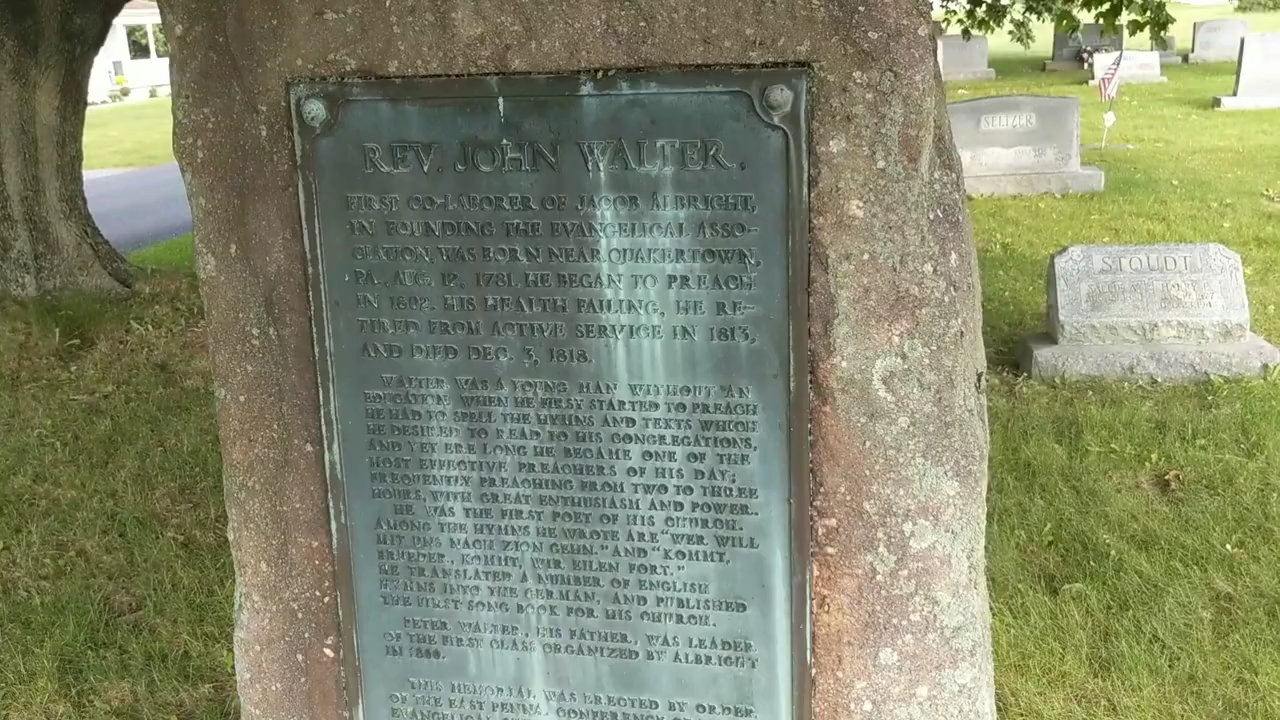 REV. JOHN WALTER.
FIRST CO-LABORER OF JACOB ALBRIGHT,
IN FOUNDING THE EVANGELICAL ASSO-
CIATION, WAS BORN NEAR QUAKERTOWN,
PA., AUG. 12, 1781. HE BEGAN TO PREACH
IN 1802. HIS HEALTH FAILING, HE RE-
TIRED FROM ACTIVE SERVICE IN 1813,
AND DIED DEC. 3, 1818.
WALTER WAS A YOUNG MAN WITHOUT AN
EDUCATION. WHEN HE FIRST STARTED TO PREACH
HE HAD TO SPELL THE HYMNS AND TEXTS WHICH
HE DESIRED TO READ TO HIS CONGREGATIONS,
AND YET ERE LONG HE BECAME ONE OF THE
MOST EFFECTIVE PREACHERS OF HIS DAY;
FREQUENTLY PREACHING FROM TWO TO THREE
HOURS, WITH GREAT ENTHUSIASM AND POWER.
HE WAS THE FIRST POET OF HIS CHURCH.
AMONG THE HYMNS HE WROTE ARE "WER WILL
MIT UNS NACH ZION GEHN." AND "KOMMT,
BRUEDER, KOMMT, WIR EILEN FORT."
HE TRANSLATED A NUMBER OF ENGLISH
HYMNS INTO THE GERMAN, AND PUBLISHED
THE FIRST SONG BOOK FOR HIS CHURCH.
PETER WALTER, HIS FATHER, WAS LEADER
OF THE FIRST CLASS ORGANIZED BY ALBRIGHT
IN 1800.
THIS MEMORIAL WAS ERECTED BY ORDER
OF THE EAST PENNA. CONFERENCE
EVANGELICAL
SELTZER
STOUDT